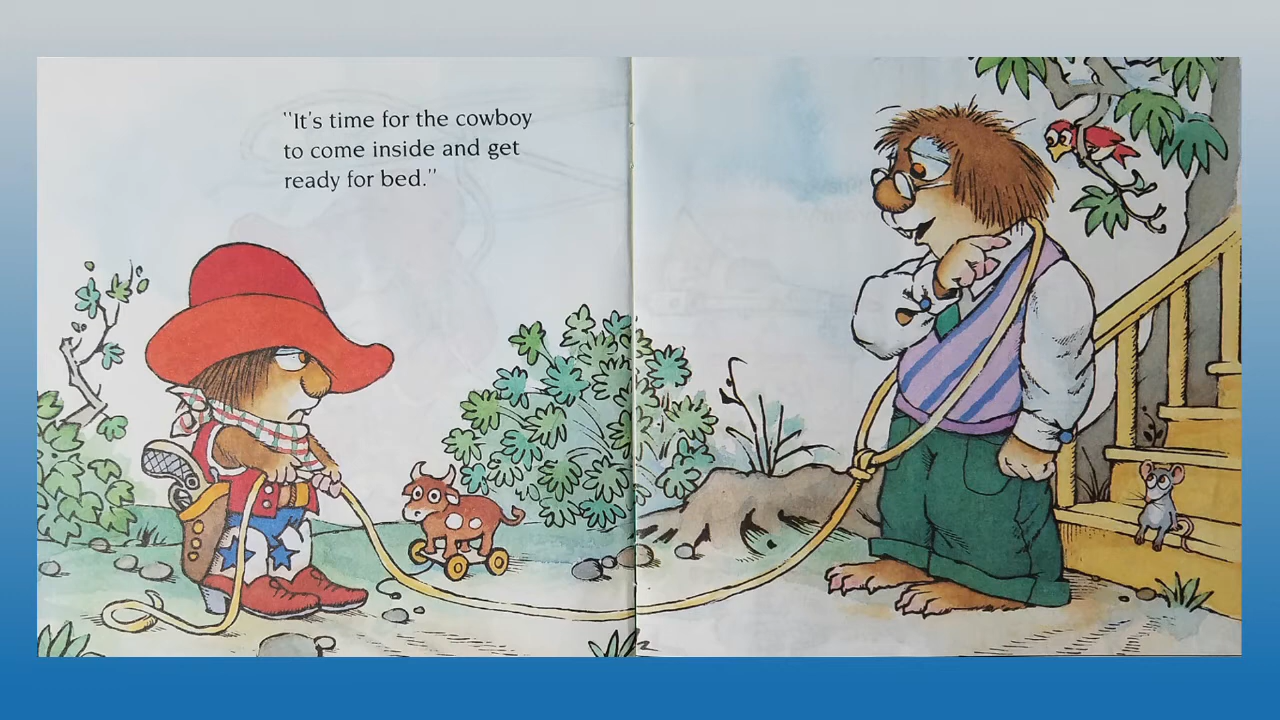 "It's time for the cowboy
to come inside and get
ready for bed."